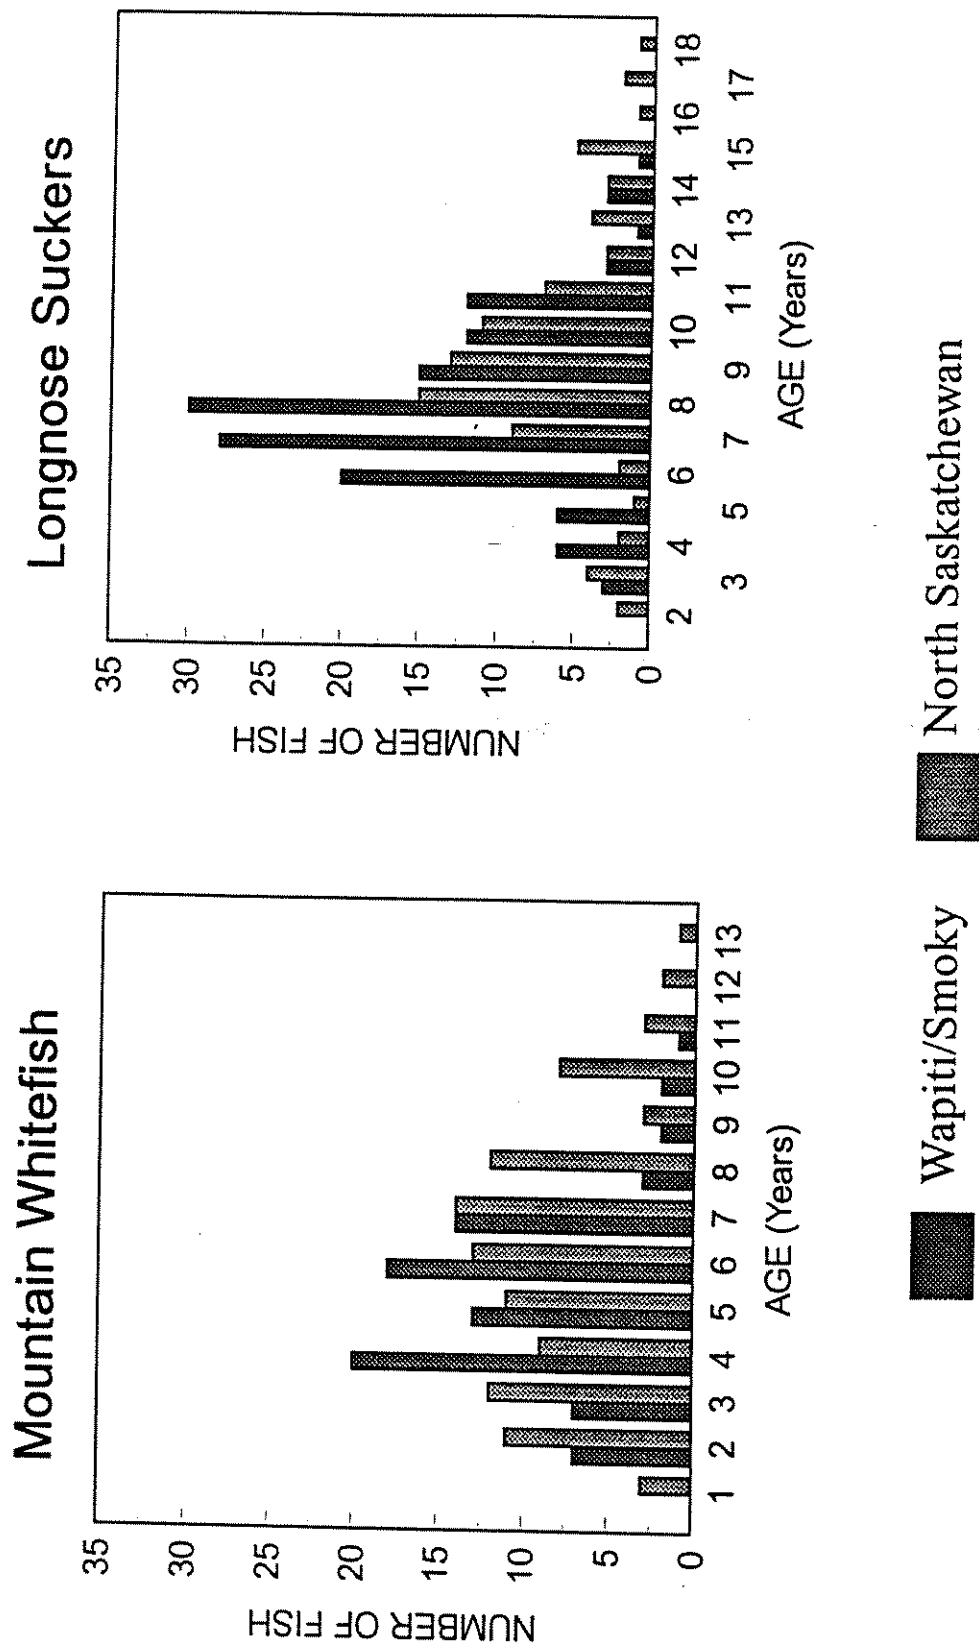 Mountain Whitefish
NUMBER OF FISH
35
30
25
20
15
10
5
0
1 2 3 4 5 6 7 8 9 10 11 12 13
AGE (Years)
Longnose Suckers
NUMBER OF FISH
35
30
25
20
15
10
5
0
2 3 4 5 6 7 8 9 10 11 12 13 14 15 16 17 18
AGE (Years)
Wapiti/Smoky
North Saskatchewan